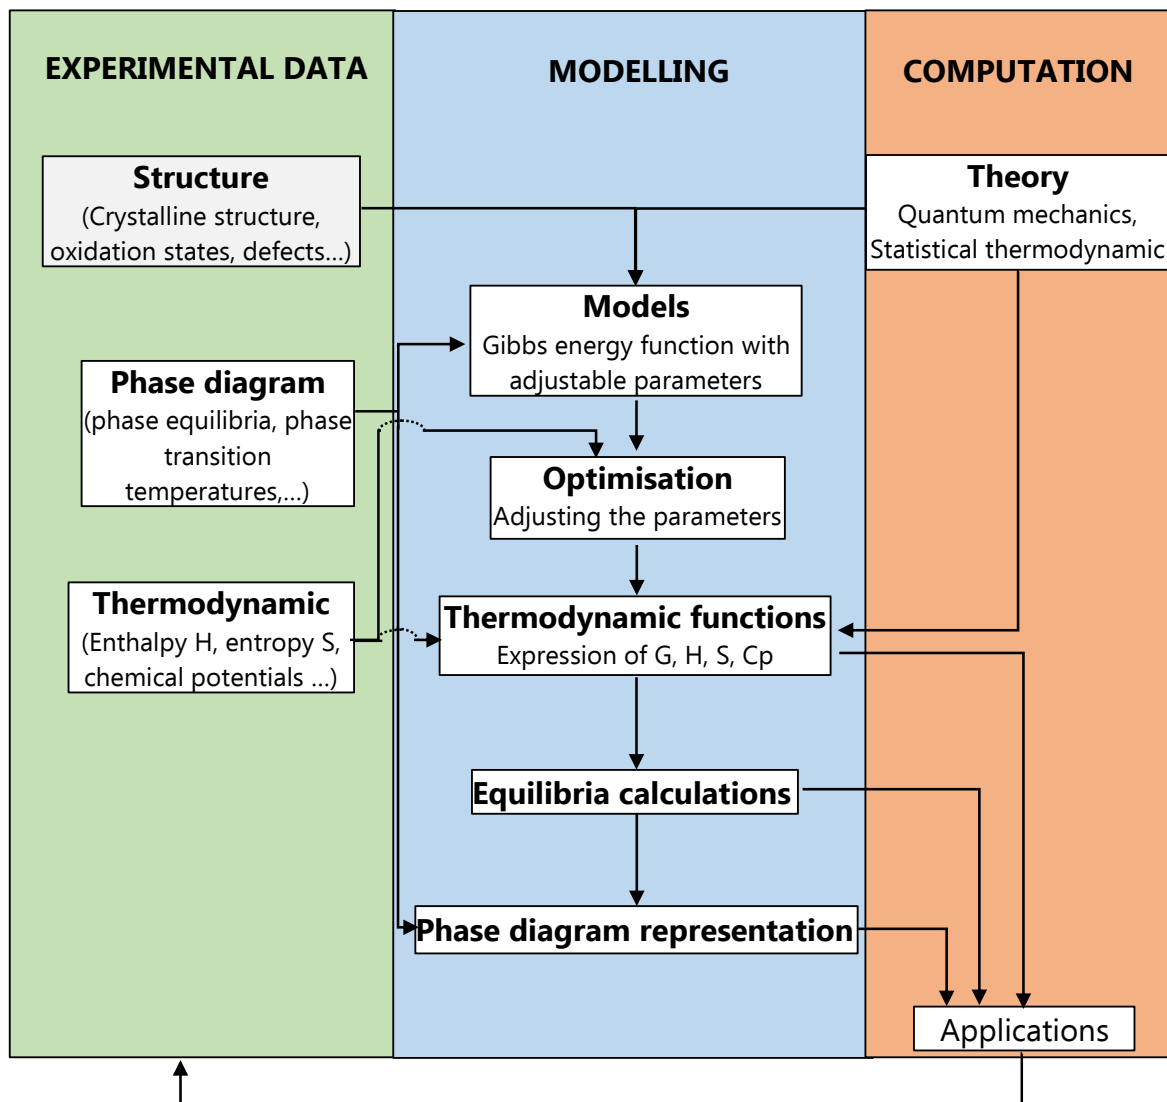 EXPERIMENTAL DATA
MODELLING
COMPUTATION
Structure
(Crystalline structure,
oxidation states, defects...)
Theory
Quantum mechanics,
Statistical thermodynamic
Models
Gibbs energy function with
adjustable parameters
Phase diagram
(phase equilibria, phase
transition
temperatures,...)
Optimisation
Adjusting the parameters
Thermodynamic
(Enthalpy H, entropy S,
chemical potentials ...)
Thermodynamic functions
Expression of G, H, S, Cp
Equilibria calculations
Phase diagram representation
Applications